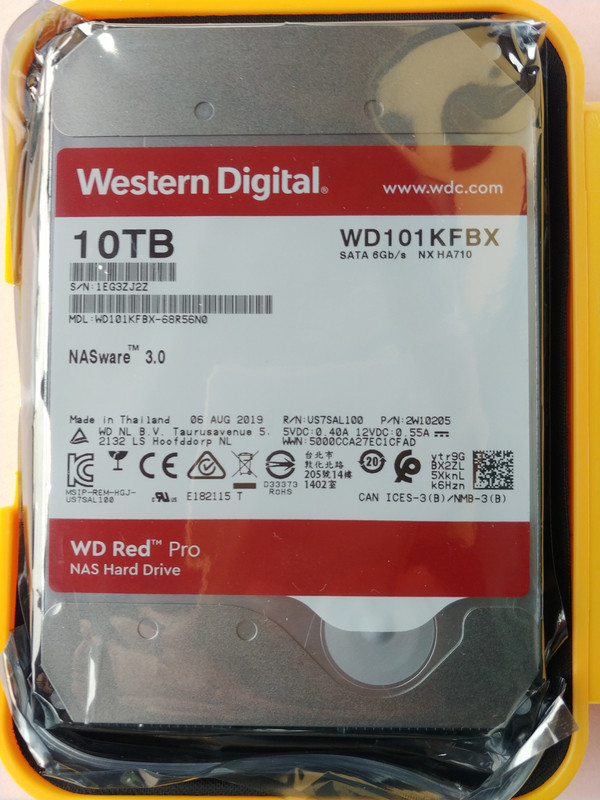 Western Digital®
www.wdc.com
10TB
WD101KFBX
SATA 6Gb/s NX HA710
S/N:1EG3ZJ2Z
MDL:WD101KFBX-68R56N0
NASware™ 3.0
Made in Thailand 06 AUG 2019 R/N:US7SAL100 P/N:2W10205
WD NL B.V. Taurusavenue 5. 5VDC:0.40A 12VDC:0.55A
2132 LS Hoofddorp NL WWN:5000CCA27EC1CFAD
MSIP-REM-HGJ-
US7SAL100
E182115 T
D33373
RoHS
台北市
敦化北路
205號14樓
1402室
20
ytr9G
BX2ZL
5XknL
k6Hzn
CAN ICES-3(B)/NMB-3(B)
WD Red™ Pro
NAS Hard Drive